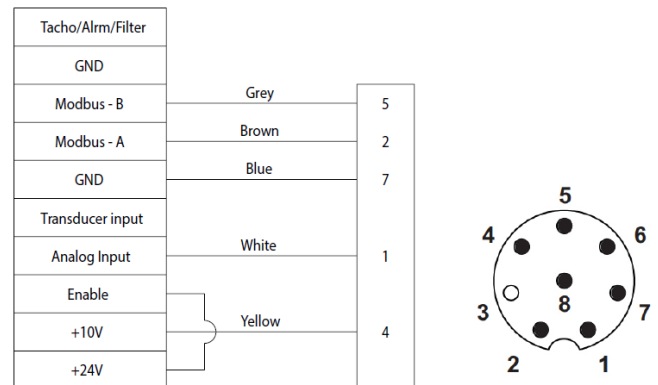 Tacho/Alrm/Filter
GND
Modbus - B Grey 5
Modbus - A Brown 2
GND Blue 7
Transducer input
Analog Input White 1
Enable
+10V Yellow 4
+24V
5
4 6
3 8 7
2 1